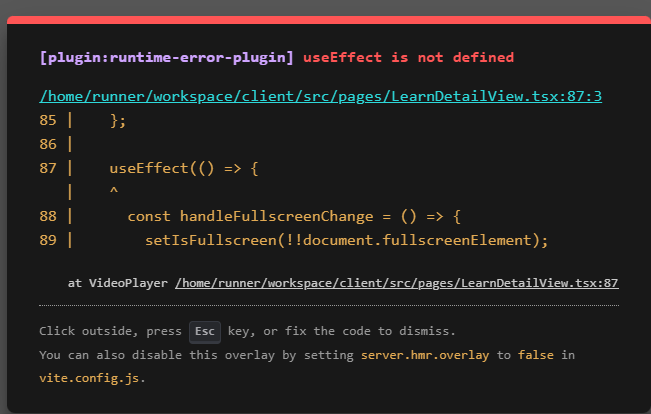 [plugin:runtime-error-plugin] useEffect is not defined
/home/runner/workspace/client/src/pages/LearnDetailView.tsx:87:3
85 |    };
86 |
87 |    useEffect(() => {
   |    ^
88 |      const handleFullscreenChange = () => {
89 |        setIsFullscreen(!!document.fullscreenElement);
at VideoPlayer /home/runner/workspace/client/src/pages/LearnDetailView.tsx:87
Click outside, press Esc key, or fix the code to dismiss.
You can also disable this overlay by setting server.hmr.overlay to false in
vite.config.js.